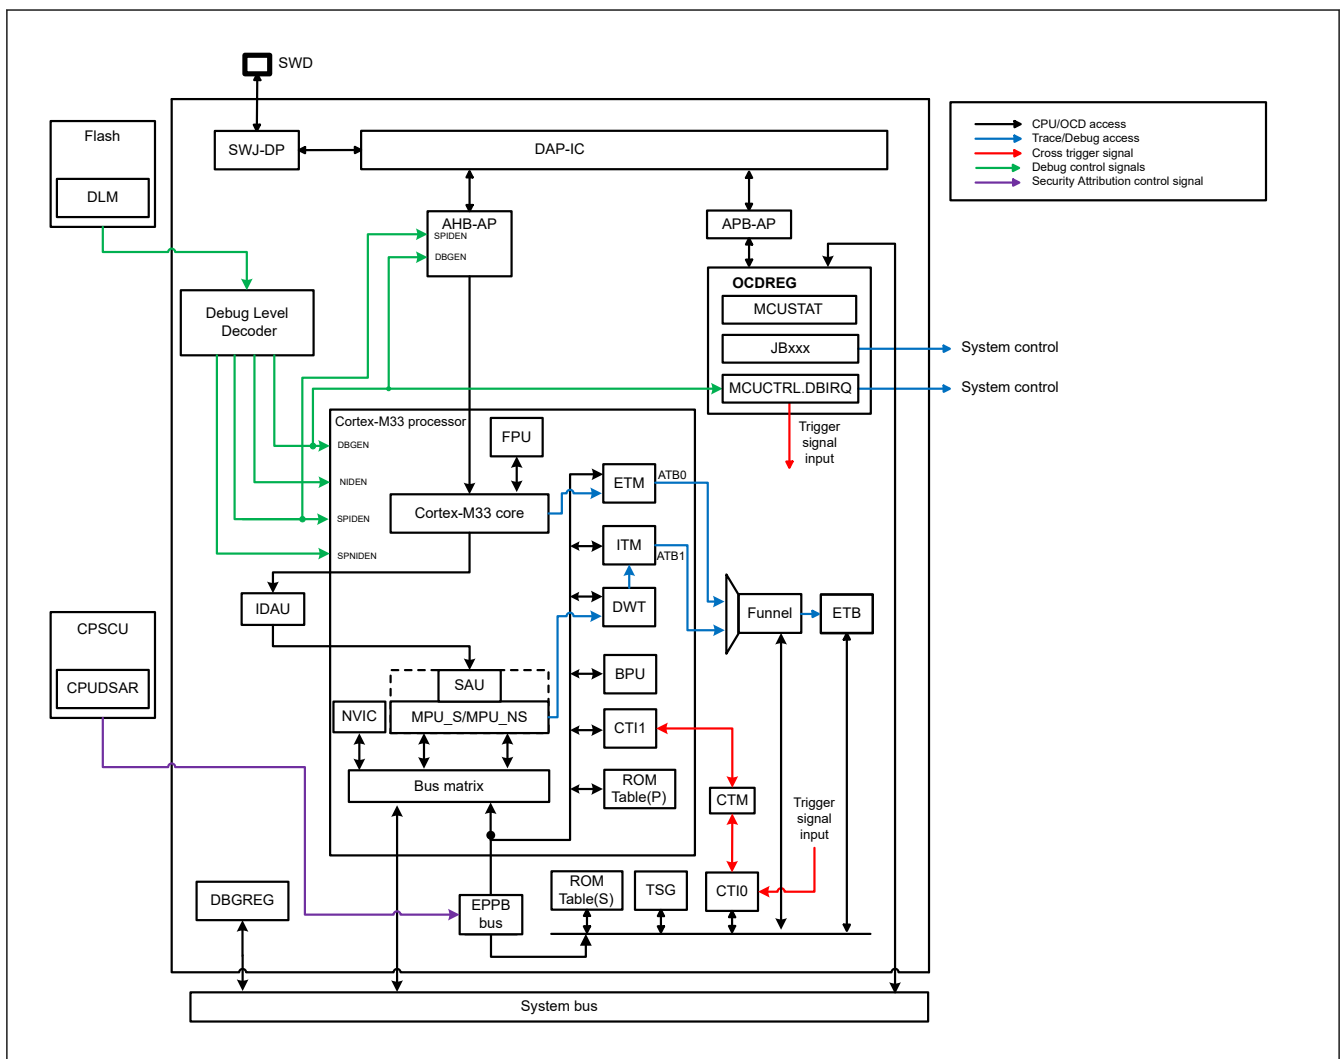 SWD
Flash
DLM
SWJ-DP
DAP-IC
CPU/OCD access
Trace/Debug access
Cross trigger signal
Debug control signals
Security Attribution control signal
AHB-AP
SPIDEN
DBGEN
APB-AP
OCDREG
MCUSTAT
JBxxx
MCUCTRL.DBIRQ
System control
System control
Trigger
signal
input
Debug Level
Decoder
Cortex-M33 processor
DBGEN
NIDEN
SPIDEN
SPNIDEN
FPU
Cortex-M33 core
ETM
ATB0
ITM
ATB1
DWT
Funnel
ETB
IDAU
CPSCU
CPUDSAR
SAU
NVIC
MPU_S/MPU_NS
Bus matrix
BPU
CTI1
ROM
Table(P)
CTM
Trigger
signal
input
DBGREG
EPPB
bus
ROM
Table(S)
TSG
CTI0
System bus